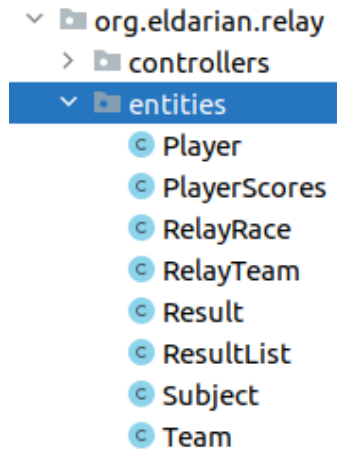 org.eldarian.relay
controllers
entities
C Player
C PlayerScores
C RelayRace
C RelayTeam
C Result
C ResultList
C Subject
C Team